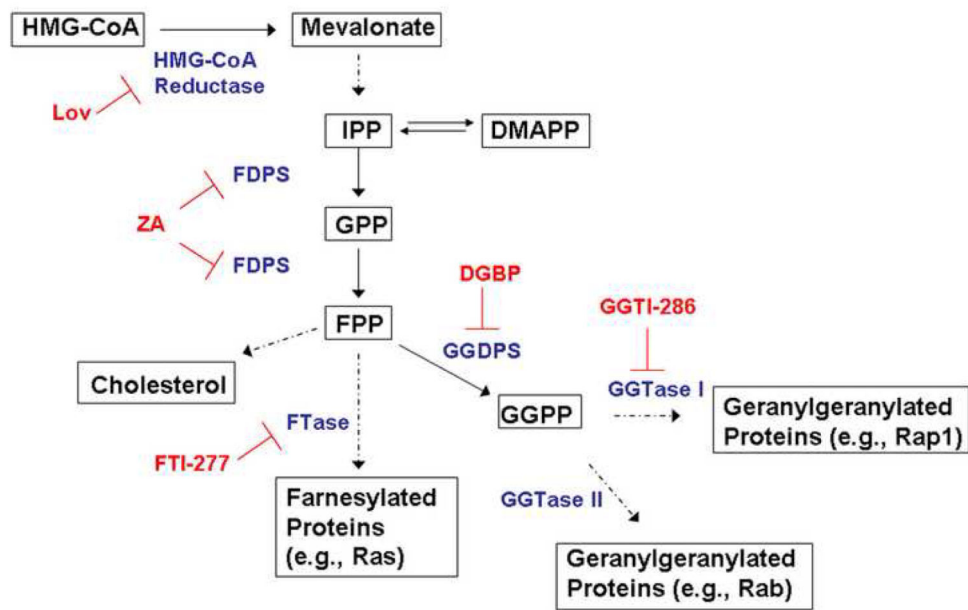 HMG-CoA
Mevalonate
HMG-CoA
Reductase
Lov
IPP
DMAPP
FDPS
ZA
GPP
FDPS
DGBP
GGTI-286
FPP
GGDPS
Cholesterol
GGTase I
FTase
GGPP
Geranylgeranylated
Proteins (e.g., Rap1)
FTI-277
Farnesylated
Proteins
(e.g., Ras)
GGTase II
Geranylgeranylated
Proteins (e.g., Rab)